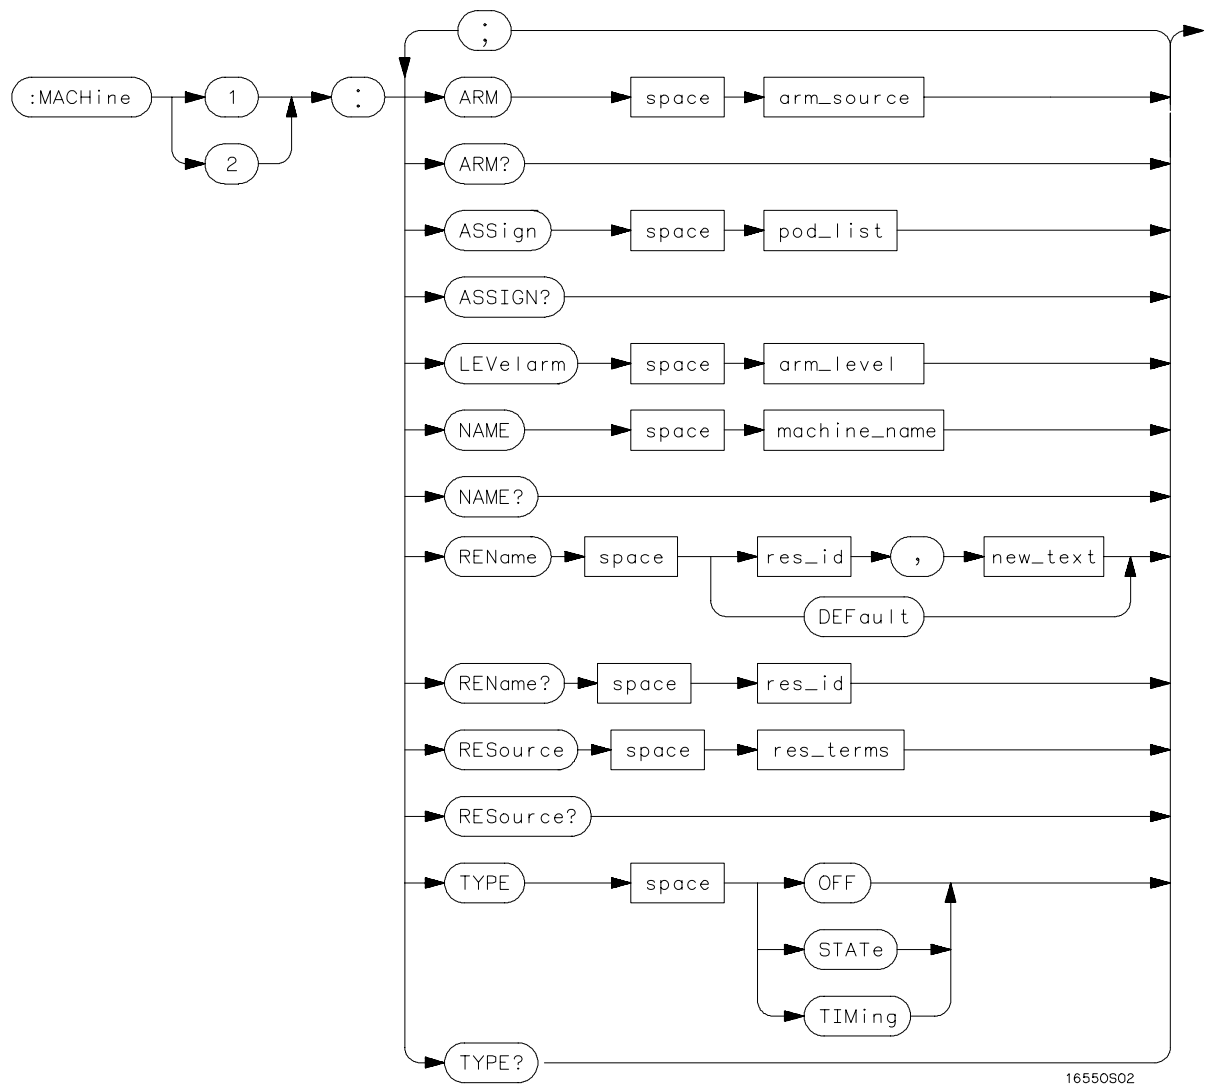 ;
:MACHine 1 : ARM space arm_source
2 ARM?
ASSign space pod_list
ASSIGN?
LEVelarm space arm_level
NAME space machine_name
NAME?
REName space res_id , new_text
DEFault
REName? space res_id
RESource space res_terms
RESource?
TYPE space OFF
STATe
TIMing
TYPE?
16550S02